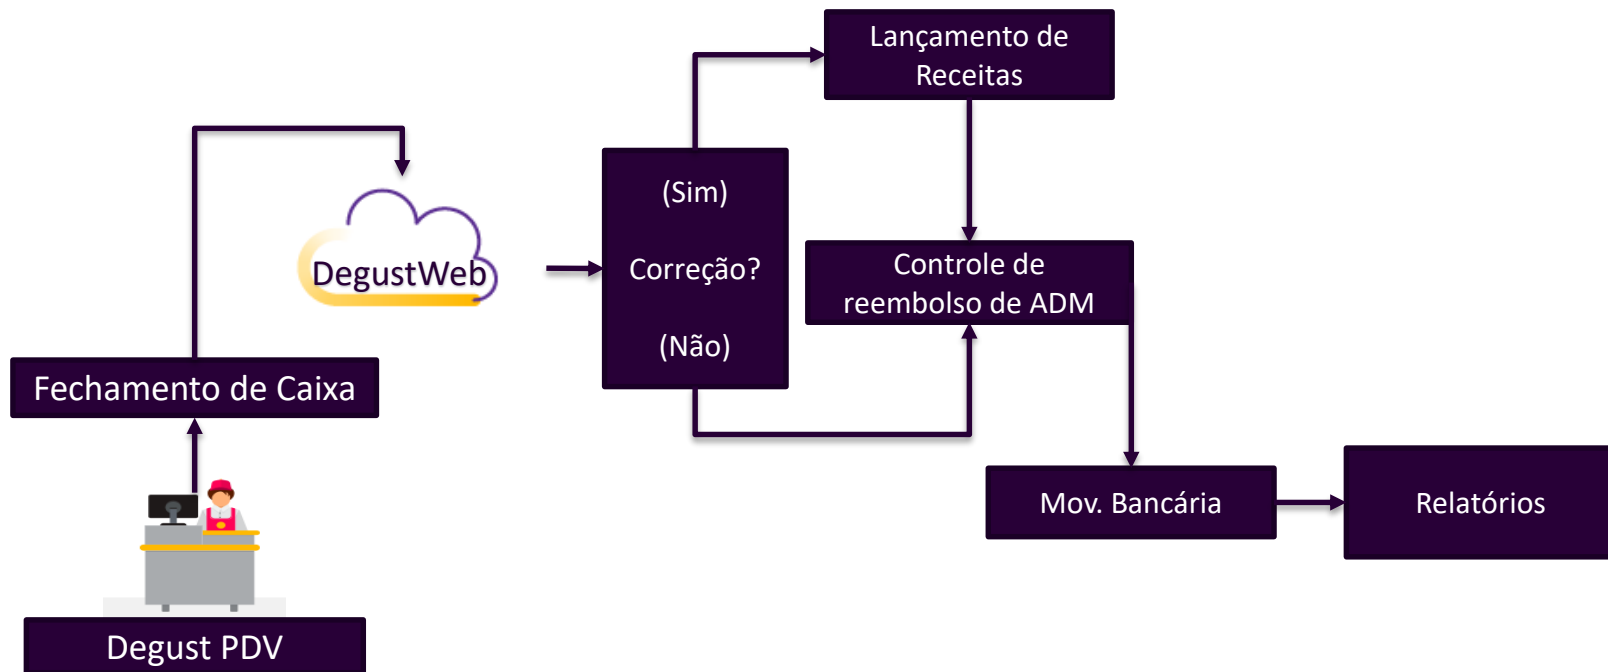 Lançamento de
Receitas
(Sim)
Correção?
(Não)
DegustWeb
Controle de
reembolso de ADM
Fechamento de Caixa
Mov. Bancária
Relatórios
Degust PDV